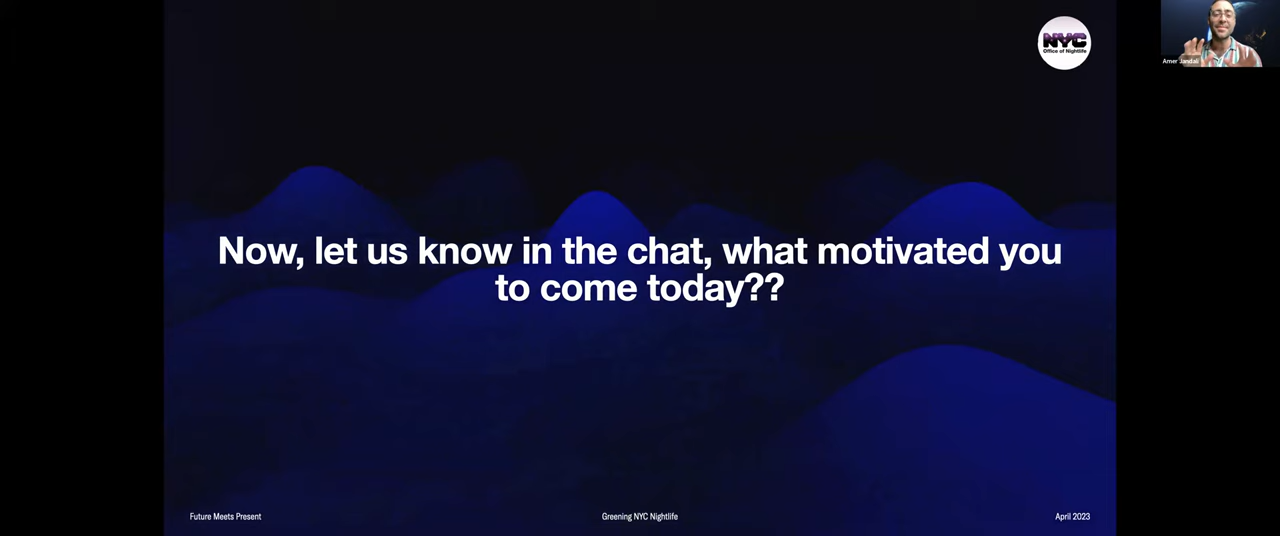 NYC
Office of Nightlife
Amer Jandali
Now, let us know in the chat, what motivated you
to come today??
Future Meets Present
Greening NYC Nightlife
April 2023